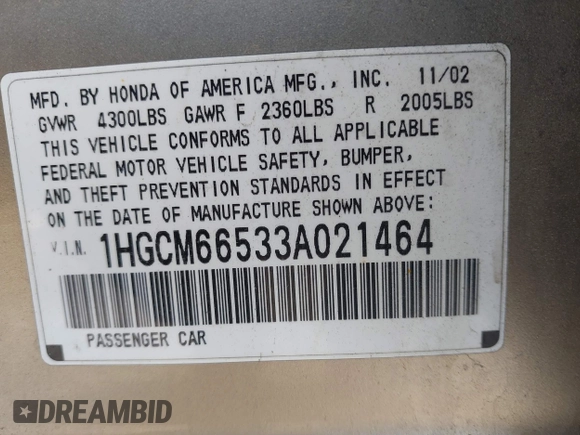 MFD. BY HONDA OF AMERICA MFG., INC. 11/02
GVWR 4300LBS GAWR F 2360LBS R 2005LBS
THIS VEHICLE CONFORMS TO ALL APPLICABLE
FEDERAL MOTOR VEHICLE SAFETY, BUMPER,
AND THEFT PREVENTION STANDARDS IN EFFECT
ON THE DATE OF MANUFACTURE SHOWN ABOVE:
V.I.N. 1HGCM66533A021464
PASSENGER CAR
DREAMBID